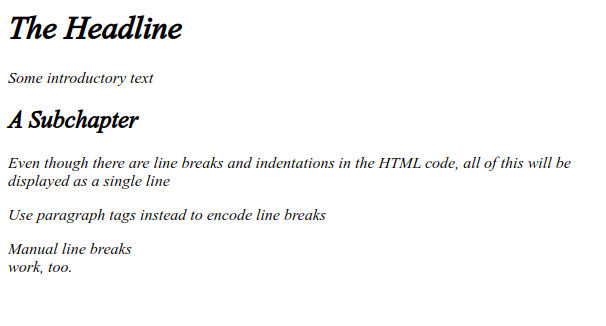 The Headline
Some introductory text
A Subchapter
Even though there are line breaks and indentations in the HTML code, all of this will be
displayed as a single line
Use paragraph tags instead to encode line breaks
Manual line breaks
work, too.